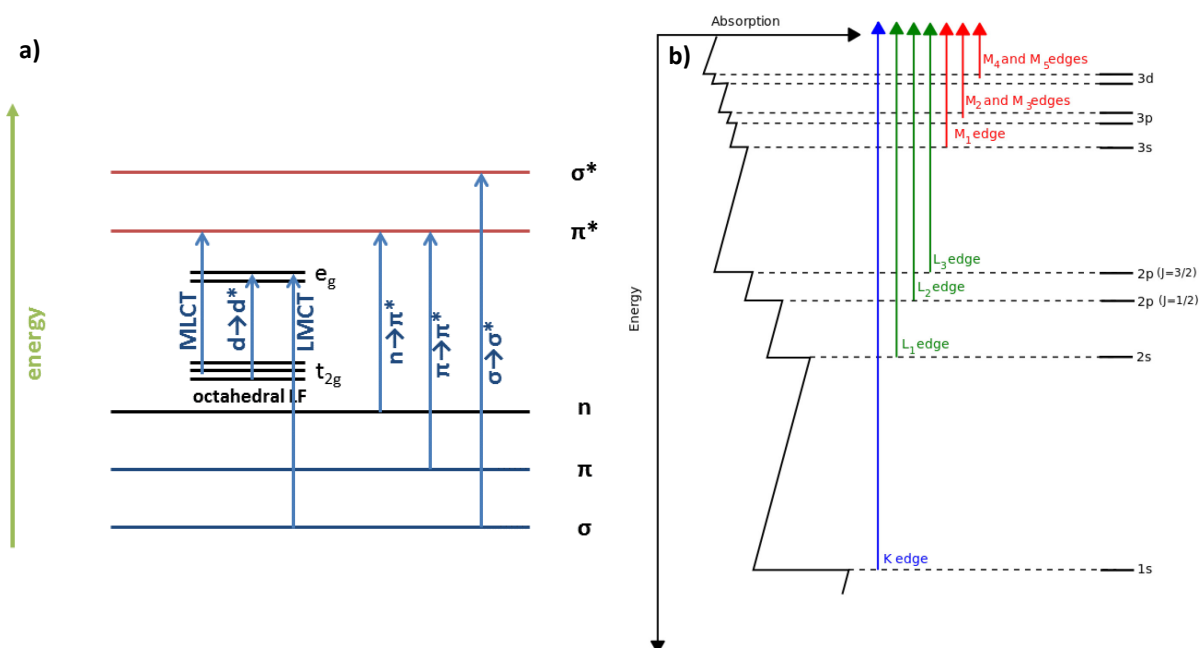 a)
energy
σ*
π*
e_g
MLCT
d→d*
LMCT
n→π*
π→π*
σ→σ*
t_2g
octahedral LF
n
π
σ
b)
Absorption
Energy
M_4 and M_5 edges
3d
M_2 and M_3 edges
3p
M_1 edge
3s
L_3 edge
2p (J=3/2)
L_2 edge
2p (J=1/2)
L_1 edge
2s
K edge
1s